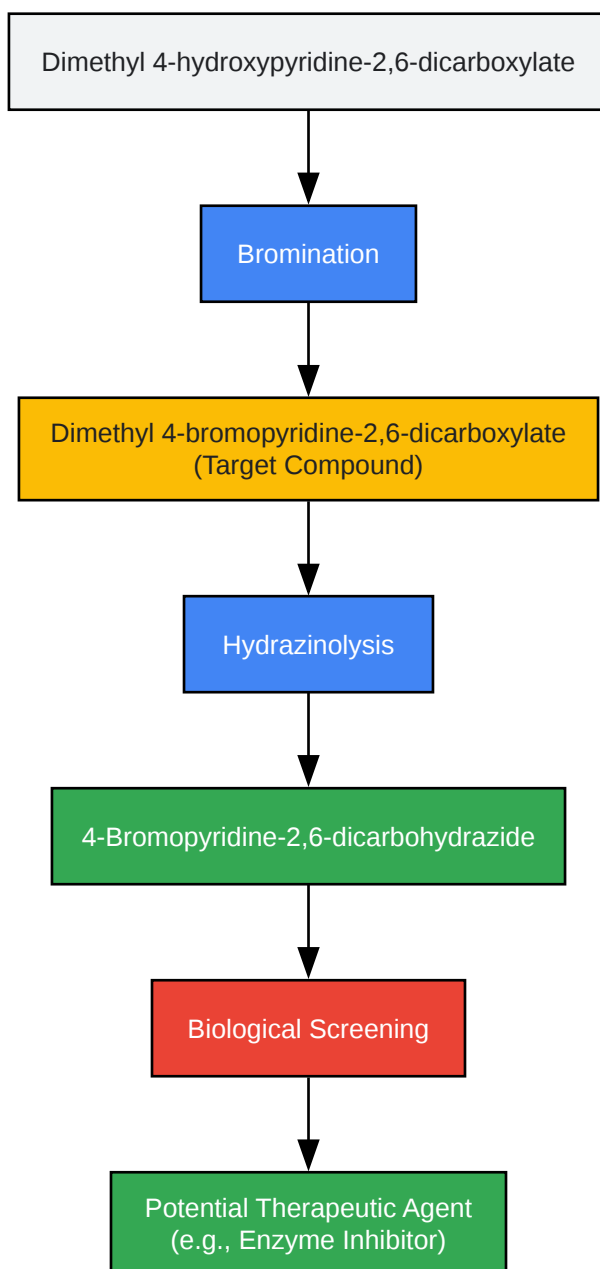 Dimethyl 4-hydroxypyridine-2,6-dicarboxylate
Bromination
Dimethyl 4-bromopyridine-2,6-dicarboxylate
(Target Compound)
Hydrazinolysis
4-Bromopyridine-2,6-dicarbohydrazide
Biological Screening
Potential Therapeutic Agent
(e.g., Enzyme Inhibitor)